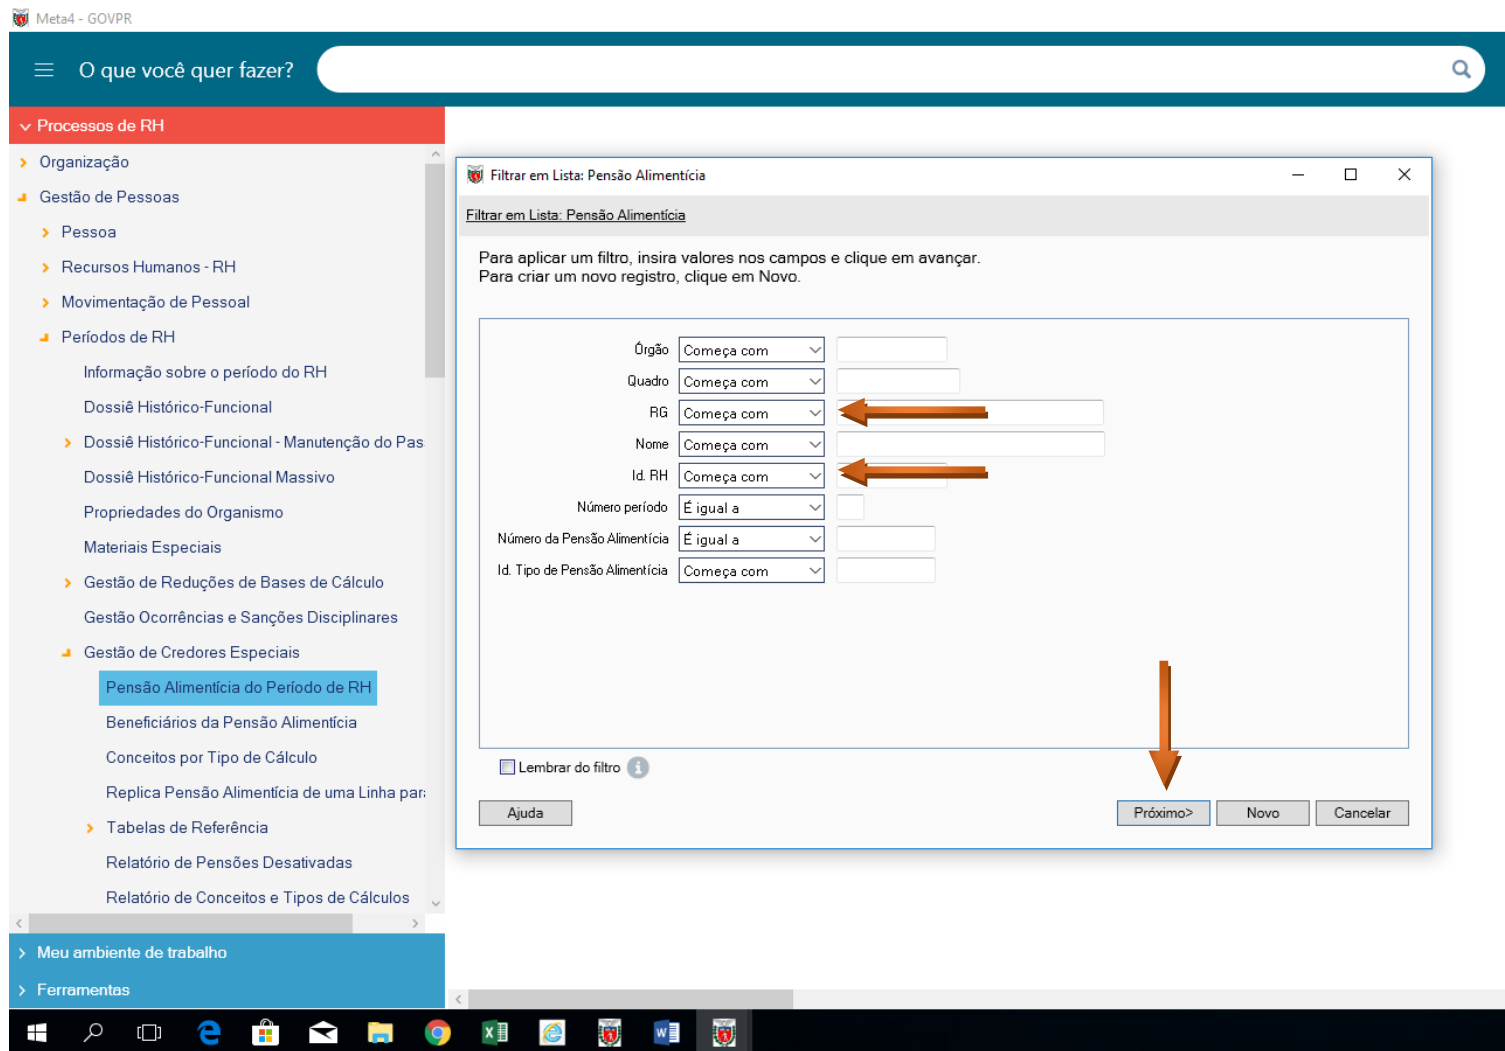 Meta4 - GOVPR
O que você quer fazer?
Processos de RH
Organização
Gestão de Pessoas
Pessoa
Recursos Humanos - RH
Movimentação de Pessoal
Períodos de RH
Informação sobre o período do RH
Dossiê Histórico-Funcional
Dossiê Histórico-Funcional - Manutenção do Pas
Dossiê Histórico-Funcional Massivo
Propriedades do Organismo
Materiais Especiais
Gestão de Reduções de Bases de Cálculo
Gestão Ocorrências e Sanções Disciplinares
Gestão de Credores Especiais
Pensão Alimentícia do Período de RH
Beneficiários da Pensão Alimentícia
Conceitos por Tipo de Cálculo
Replica Pensão Alimentícia de uma Linha par
Tabelas de Referência
Relatório de Pensões Desativadas
Relatório de Conceitos e Tipos de Cálculos
Meu ambiente de trabalho
Ferramentas
Filtrar em Lista: Pensão Alimentícia
Filtrar em Lista: Pensão Alimentícia
Para aplicar um filtro, insira valores nos campos e clique em avançar.
Para criar um novo registro, clique em Novo.
Órgão Começa com
Quadro Começa com
RG Começa com
Nome Começa com
Id. RH Começa com
Número período É igual a
Número da Pensão Alimentícia É igual a
Id. Tipo de Pensão Alimentícia Começa com
Lembrar do filtro
Ajuda Próximo> Novo Cancelar